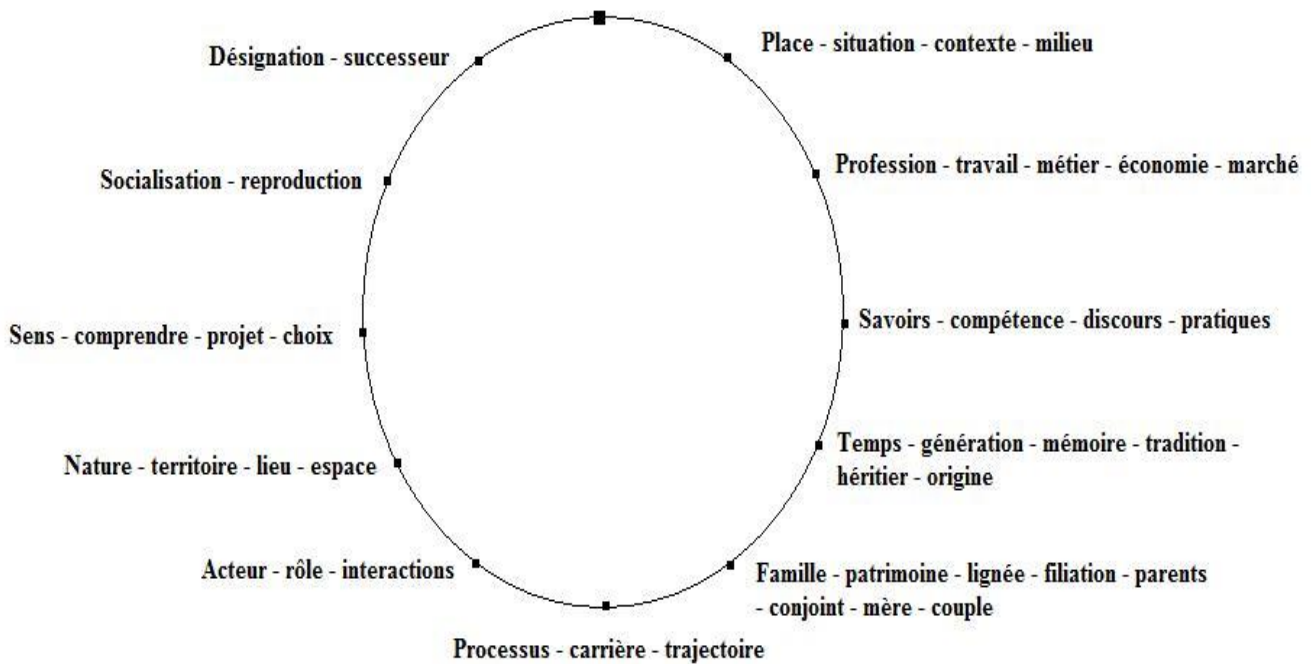 Désignation - successeur
Place - situation - contexte - milieu
Socialisation - reproduction
Profession - travail - métier - économie - marché
Sens - comprendre - projet - choix
Savoirs - compétence - discours - pratiques
Nature - territoire - lieu - espace
Temps - génération - mémoire - tradition -
héritier - origine
Acteur - rôle - interactions
Famille - patrimoine - lignée - filiation - parents
- conjoint - mère - couple
Processus - carrière - trajectoire